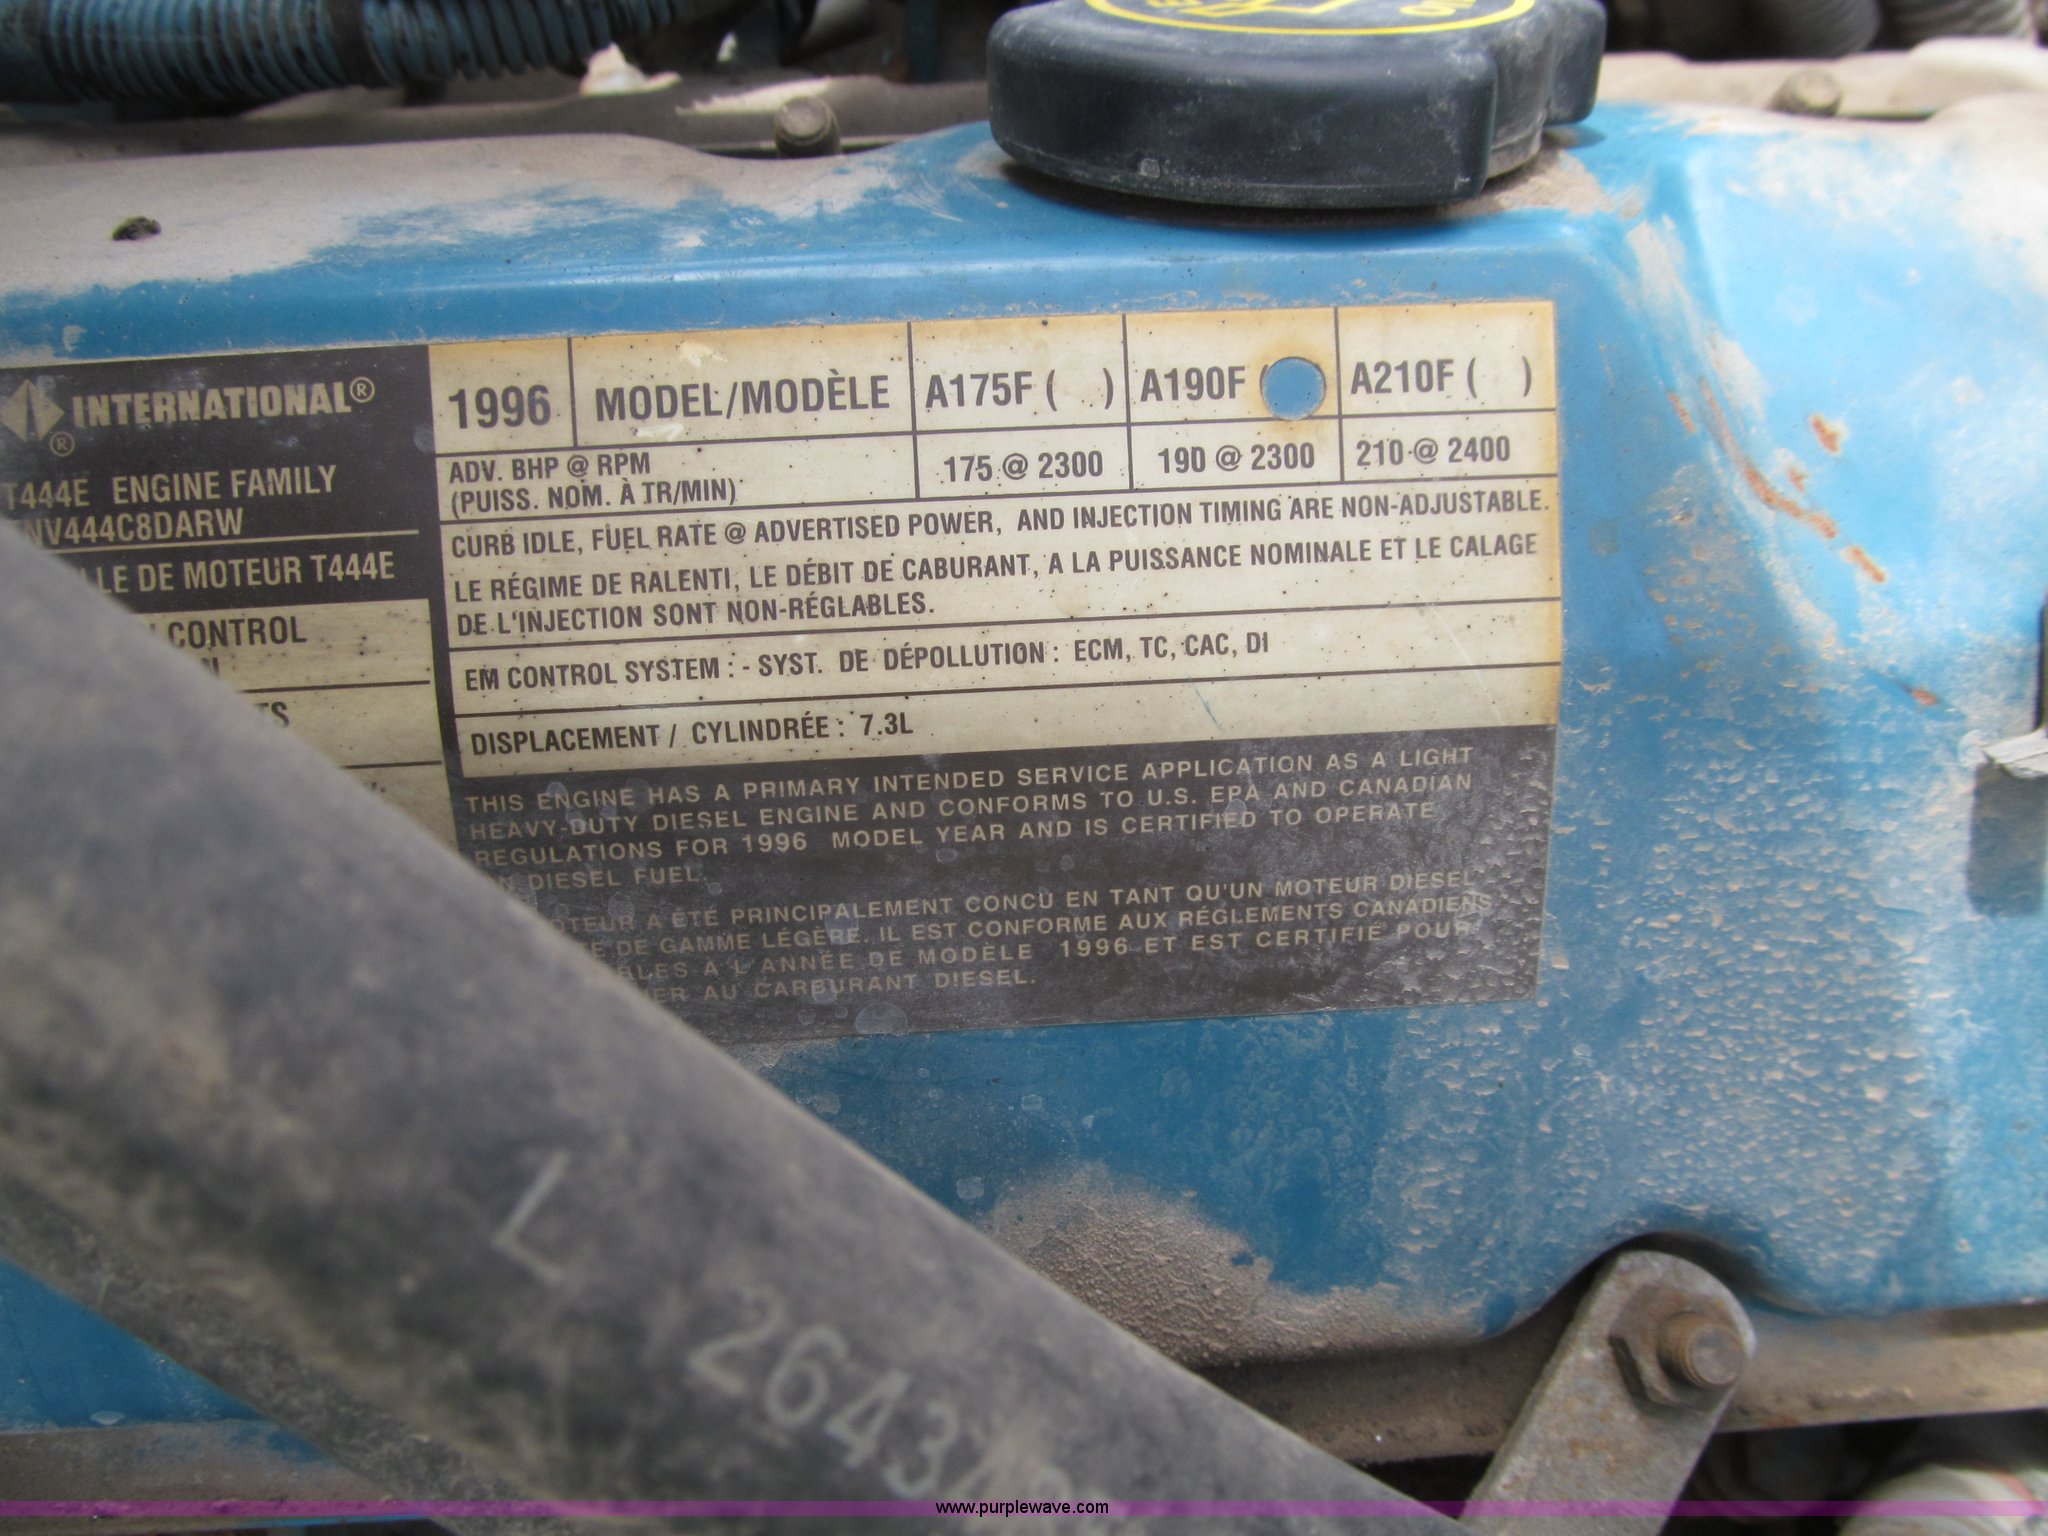 INTERNATIONAL®
®
T444E ENGINE FAMILY
NV444C8DARW
DE MOTEUR T444E
CONTROL
1996 MODEL/MODÈLE A175F ( ) A190F ( A210F ( )
ADV. BHP @ RPM
(PUISS. NOM. À TR/MIN) 175 @ 2300 190 @ 2300 210 @ 2400
CURB IDLE, FUEL RATE @ ADVERTISED POWER, AND INJECTION TIMING ARE NON-ADJUSTABLE.
LE RÉGIME DE RALENTI, LE DÉBIT DE CABURANT, A LA PUISSANCE NOMINALE ET LE CALAGE
DE L'INJECTION SONT NON-RÉGLABLES.
EM CONTROL SYSTEM : - SYST. DE DÉPOLLUTION : ECM, TC, CAC, DI
DISPLACEMENT / CYLINDRÉE : 7.3L
THIS ENGINE HAS A PRIMARY INTENDED SERVICE APPLICATION AS A LIGHT
HEAVY-DUTY DIESEL ENGINE AND CONFORMS TO U.S. EPA AND CANADIAN
REGULATIONS FOR 1996 MODEL YEAR AND IS CERTIFIED TO OPERATE
ON DIESEL FUEL.
MOTEUR A ÉTÉ PRINCIPALEMENT CONCU EN TANT QU'UN MOTEUR DIESEL
DE GAMME LÉGÈRE. IL EST CONFORME AUX RÉGLEMENTS CANADIENS
À L'ANNÉE DE MODÈLE 1996 ET EST CERTIFIÉ POUR
AU CARBURANT DIESEL.
L 2643
www.purplewave.com